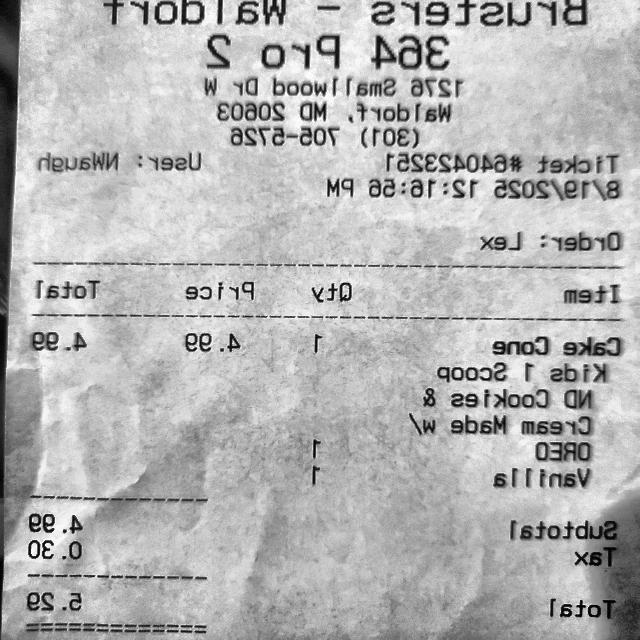 Brusters - Waldorf
364 Pro 2
1276 Smallwood Dr W
Waldorf, MD 20603
(301) 705-5726
Ticket #640423251 User: NWaugh
8/19/2025 12:16:56 PM
Order: Lex
Item Qty Price Total
Cake Cone 1 4.99 4.99
Kids 1 Scoop
ND Cookies &
Cream Made w/
OREO 1
Vanilla 1
Subtotal 4.99
Tax 0.30
Total 5.29